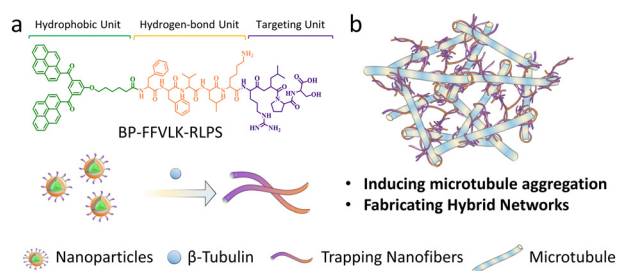 a
Hydrophobic Unit Hydrogen-bond Unit Targeting Unit
BP-FFVLK-RLPS
β-Tubulin
b
• Inducing microtubule aggregation
• Fabricating Hybrid Networks
Nanoparticles β-Tubulin Trapping Nanofibers Microtubule